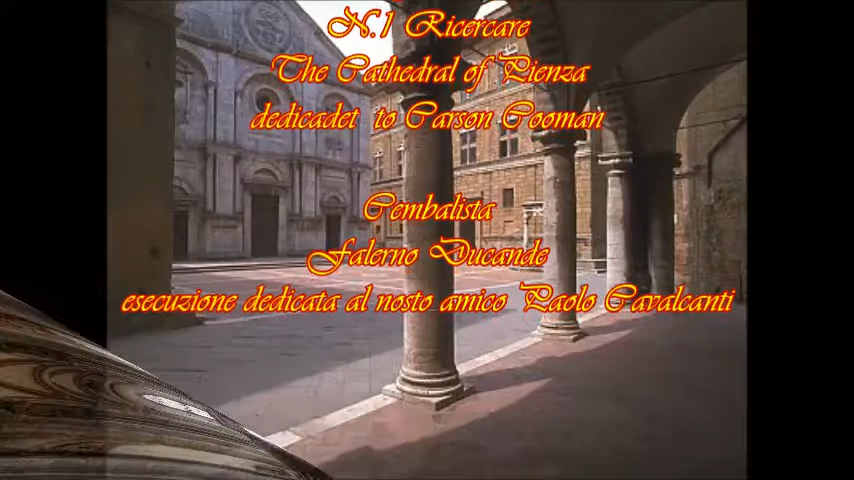 N.1 Ricercare
The Cathedral of Pienza
dedicadet to Carson Cooman
Cembalista
Falerno Ducande
esecuzione dedicata al nosto amico Paolo Cavalcanti